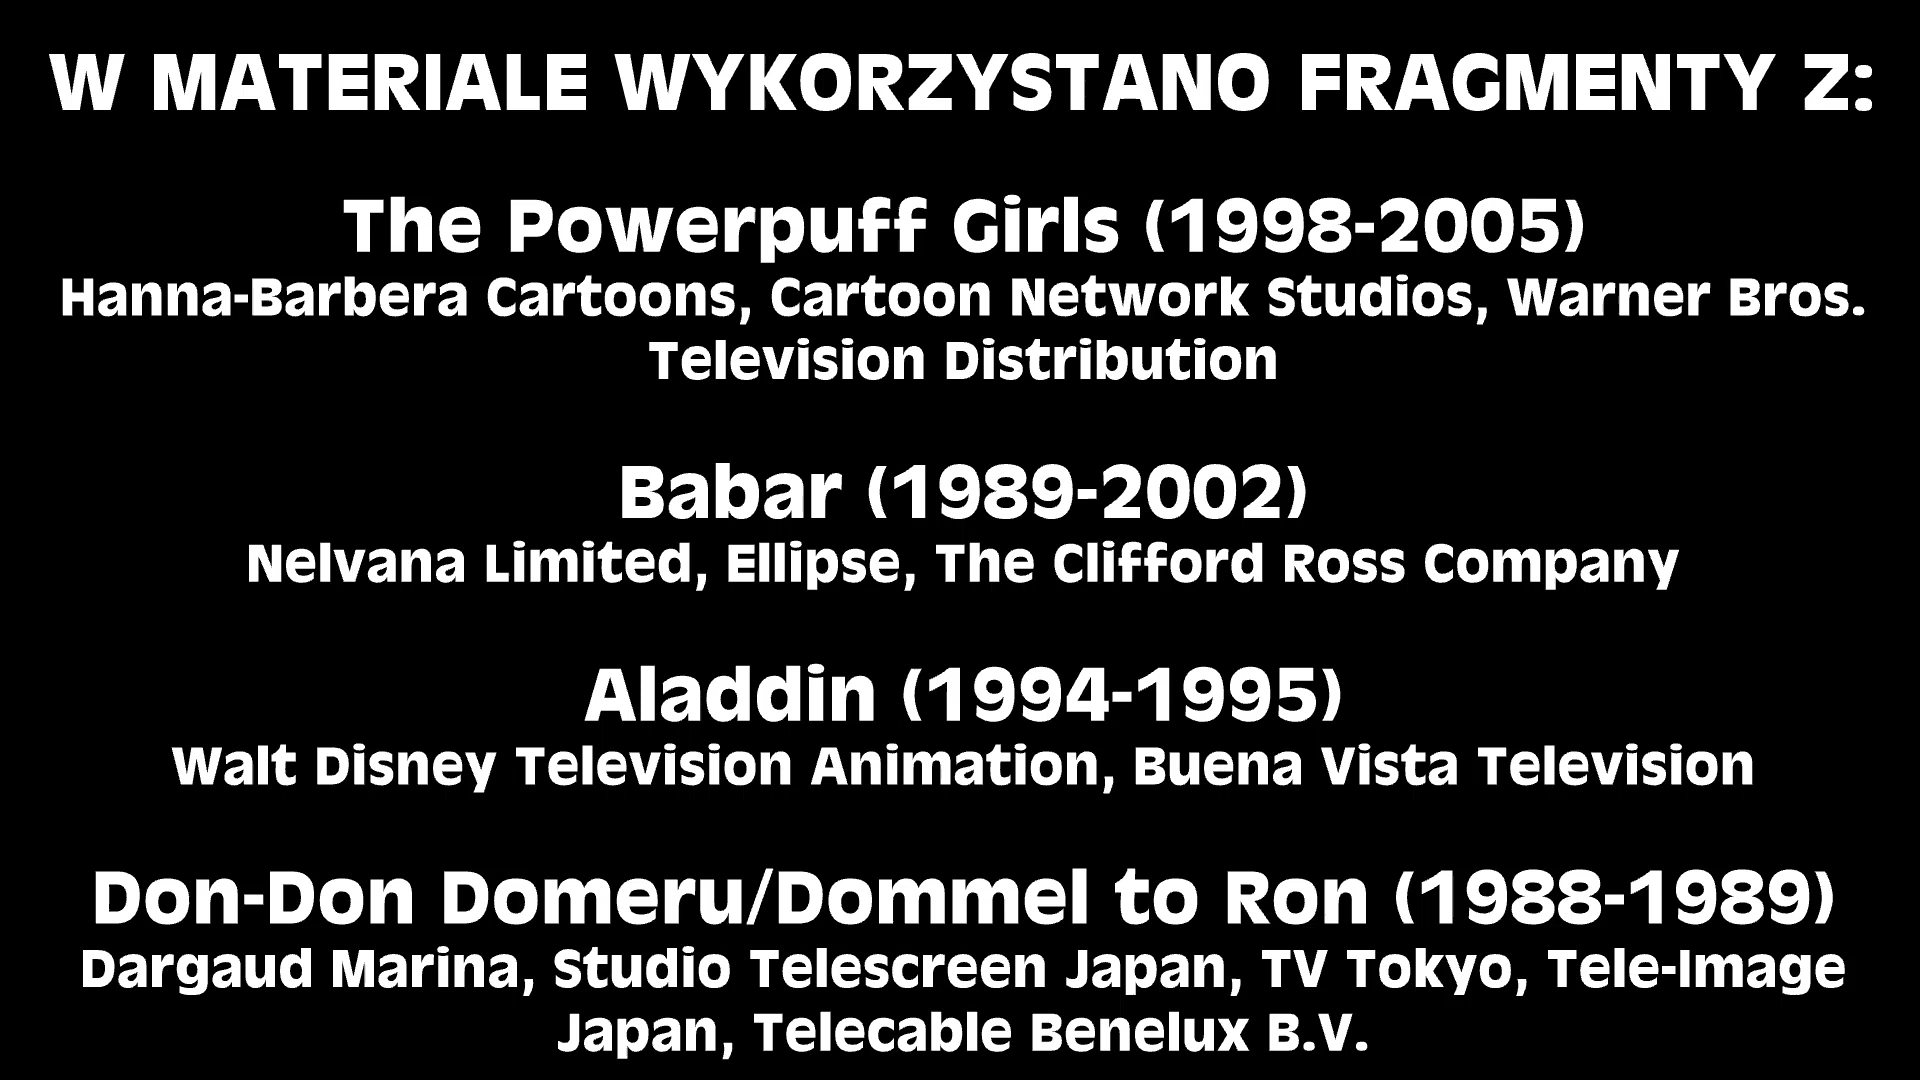 W MATERIALE WYKORZYSTANO FRAGMENTY Z:
The Powerpuff Girls (1998-2005)
Hanna-Barbera Cartoons, Cartoon Network Studios, Warner Bros.
Television Distribution
Babar (1989-2002)
Nelvana Limited, Ellipse, The Clifford Ross Company
Aladdin (1994-1995)
Walt Disney Television Animation, Buena Vista Television
Don-Don Domeru/Dommel to Ron (1988-1989)
Dargaud Marina, Studio Telescreen Japan, TV Tokyo, Tele-Image
Japan, Telecable Benelux B.V.